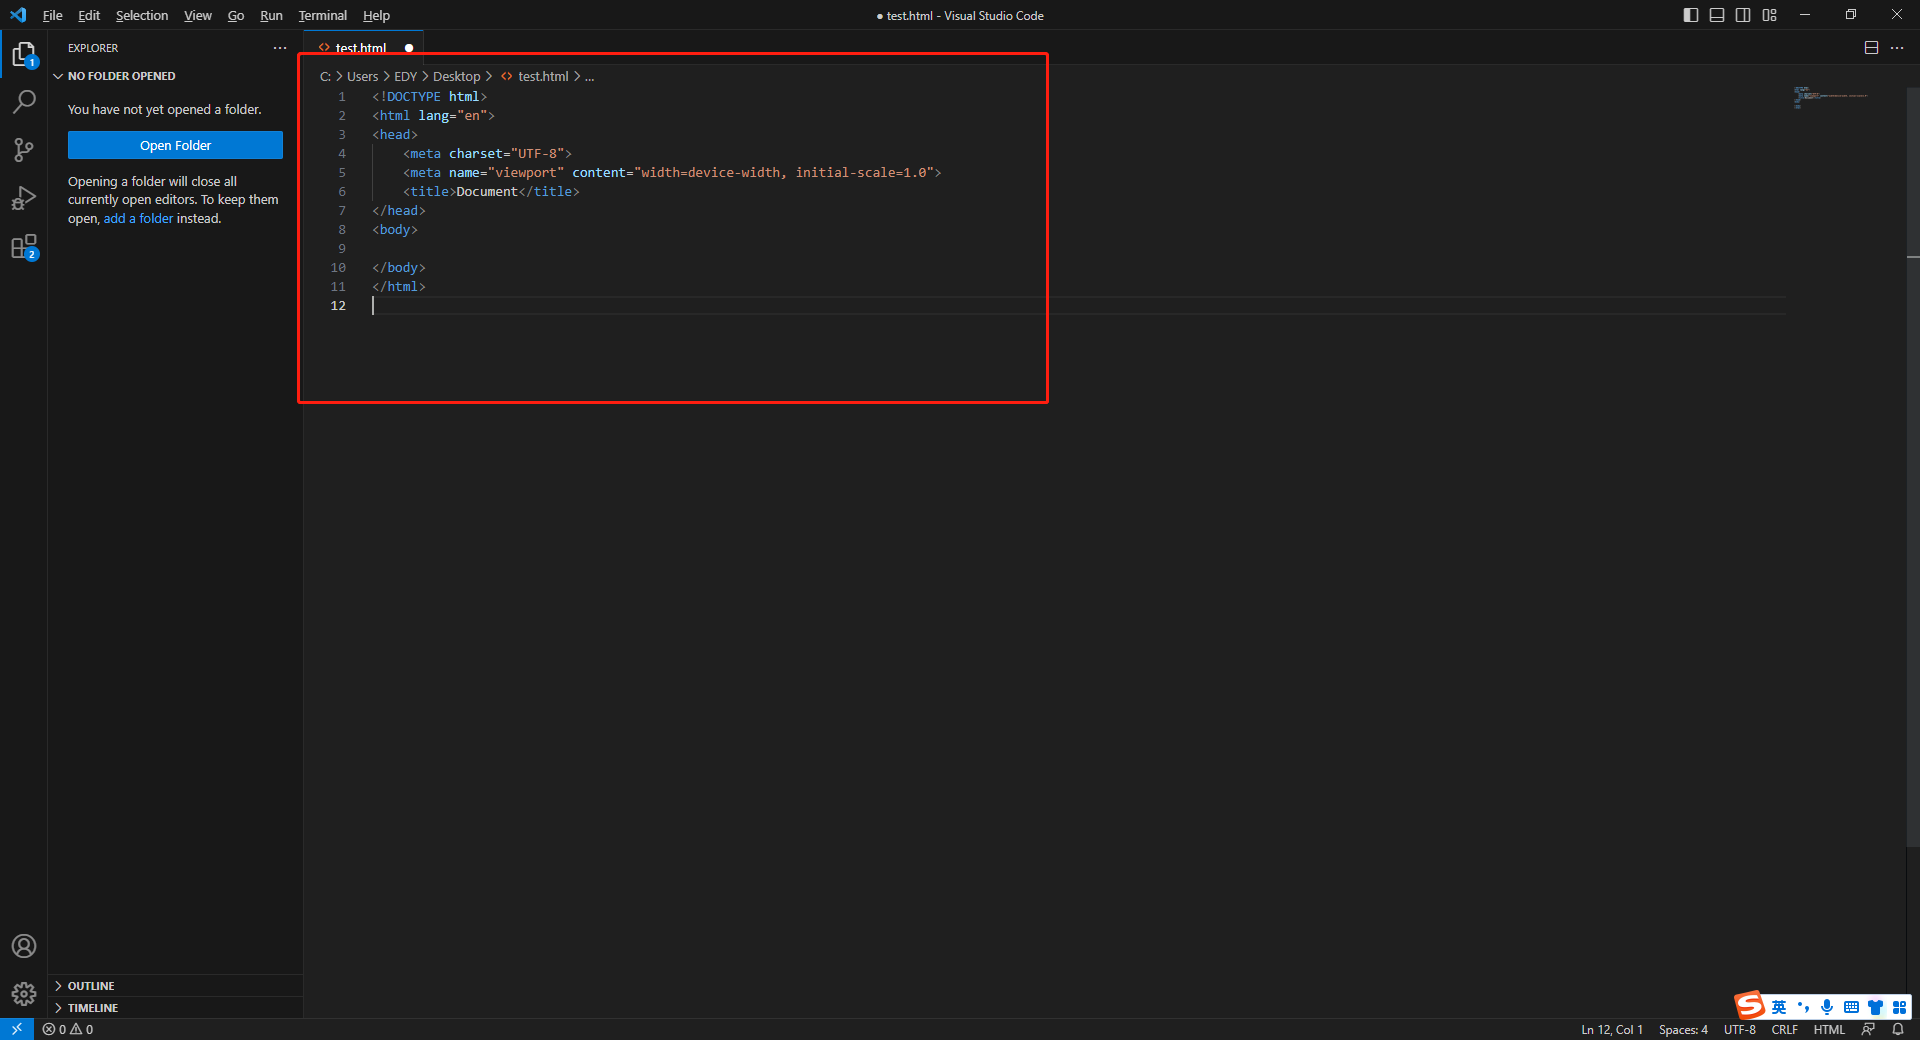 File Edit Selection View Go Run Terminal Help
● test.html - Visual Studio Code
EXPLORER
NO FOLDER OPENED
You have not yet opened a folder.
Open Folder
Opening a folder will close all
currently open editors. To keep them
open, add a folder instead.
1
2
test.html
C: > Users > EDY > Desktop > <> test.html > ...
1 <!DOCTYPE html>
2 <html lang="en">
3 <head>
4 <meta charset="UTF-8">
5 <meta name="viewport" content="width=device-width, initial-scale=1.0">
6 <title>Document</title>
7 </head>
8 <body>
9
10 </body>
11 </html>
12
OUTLINE
TIMELINE
S 英
0 0
Ln 12, Col 1 Spaces: 4 UTF-8 CRLF HTML